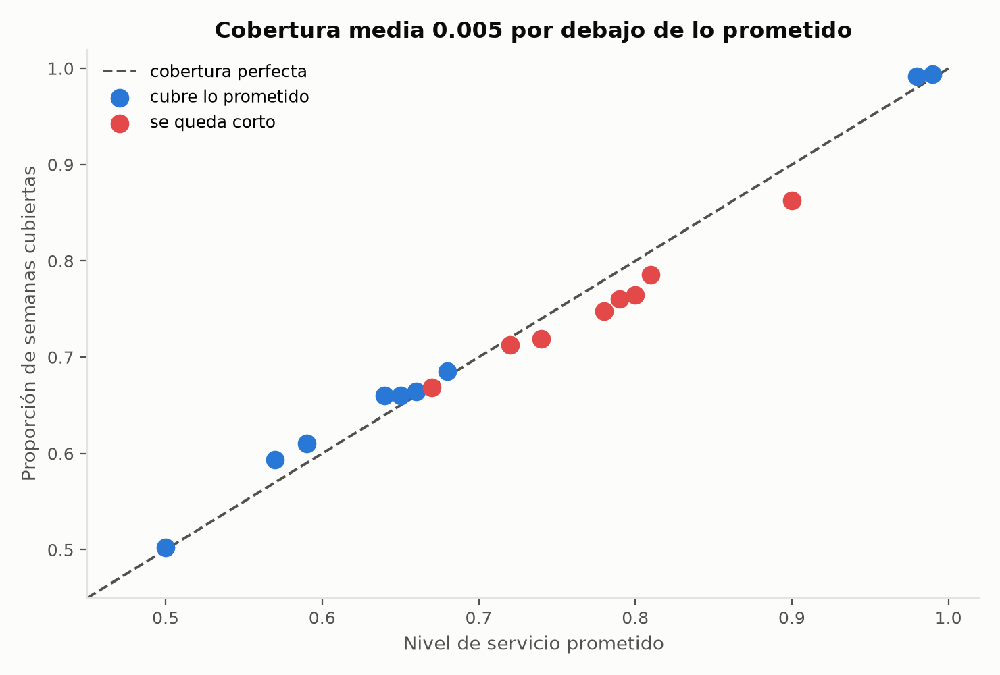 Cobertura media 0.005 por debajo de lo prometido
cobertura perfecta
cubre lo prometido
se queda corto
Proporción de semanas cubiertas
1.0
0.9
0.8
0.7
0.6
0.5
0.5
0.6
0.7
0.8
0.9
1.0
Nivel de servicio prometido